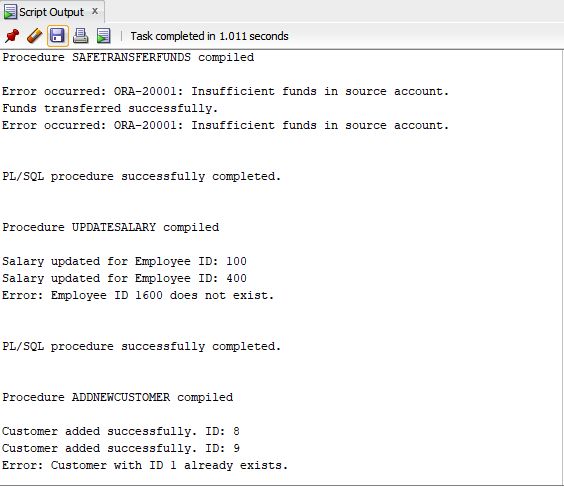 Script Output x
Task completed in 1.011 seconds
Procedure SAFETRANSFERFUNDS compiled
Error occurred: ORA-20001: Insufficient funds in source account.
Funds transferred successfully.
Error occurred: ORA-20001: Insufficient funds in source account.
PL/SQL procedure successfully completed.
Procedure UPDATESALARY compiled
Salary updated for Employee ID: 100
Salary updated for Employee ID: 400
Error: Employee ID 1600 does not exist.
PL/SQL procedure successfully completed.
Procedure ADDNEWCUSTOMER compiled
Customer added successfully. ID: 8
Customer added successfully. ID: 9
Error: Customer with ID 1 already exists.